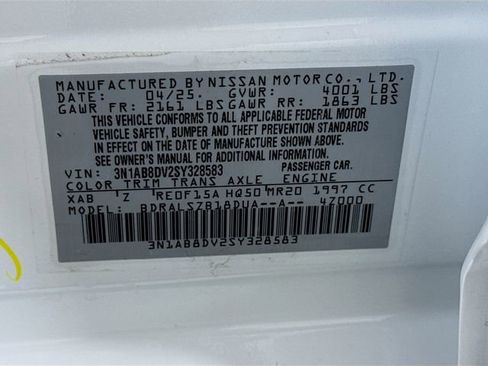 MANUFACTURED BY NISSAN MOTOR CO., LTD.
DATE: 04/25. GVWR: 4001 LBS
GAWR FR: 2161 LBS GAWR RR: 1863 LBS
THIS VEHICLE CONFORMS TO ALL APPLICABLE FEDERAL MOTOR
VEHICLE SAFETY, BUMPER AND THEFT PREVENTION STANDARDS
IN EFFECT ON THE DATE OF MANUFACTURE SHOWN ABOVE.
SEE OWNER'S MANUAL FOR ADDITIONAL INFORMATION.
VIN: 3N1AB8DV2SY328583 PASSENGER CAR.
COLOR TRIM TRANS AXLE ENGINE
XAB Z RE0F15A HQ50 MR20 1997 CC
MODEL: BDRALSZB18DUA--A-- 4Z000
3N1AB8DV2SY328583